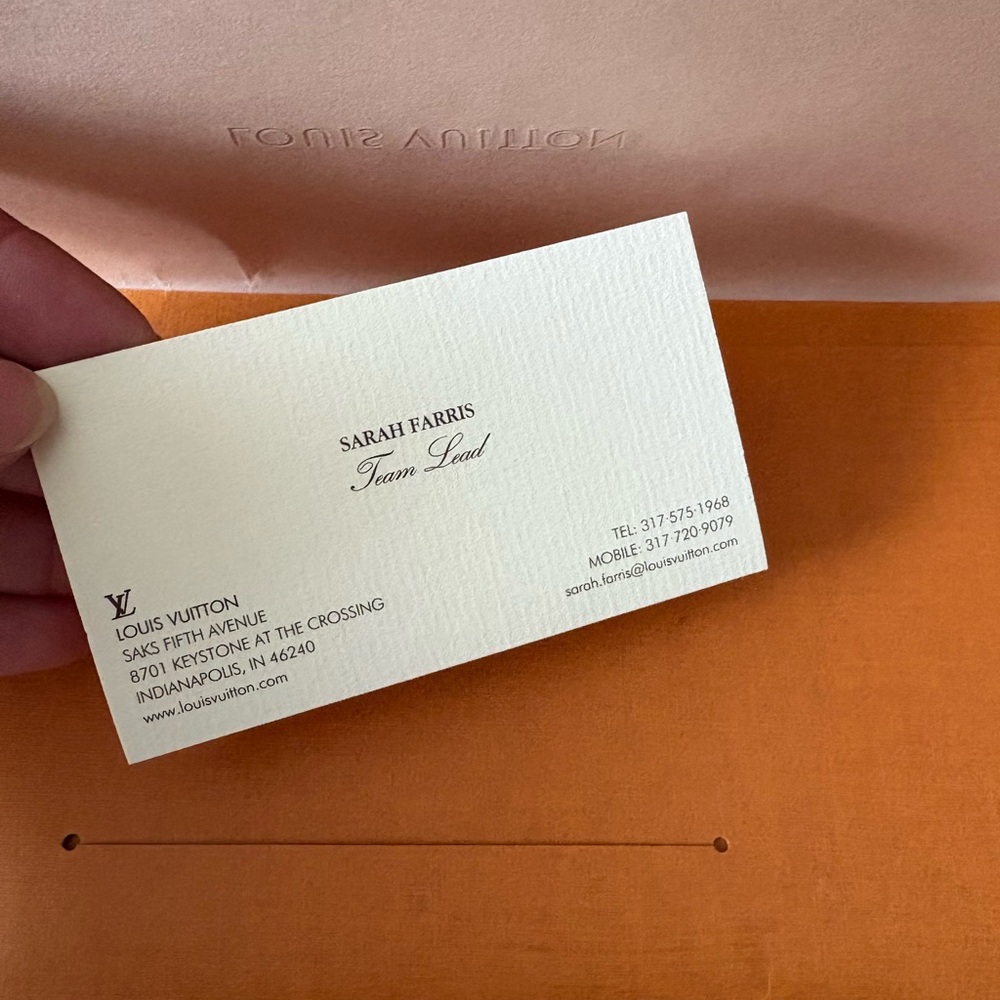 LOUIS VUITTON
SARAH FARRIS
Team Lead
TEL: 317·575·1968
MOBILE: 317·720·9079
sarah.farris@louisvuitton.com
LV
LOUIS VUITTON
SAKS FIFTH AVENUE
8701 KEYSTONE AT THE CROSSING
INDIANAPOLIS, IN 46240
www.louisvuitton.com